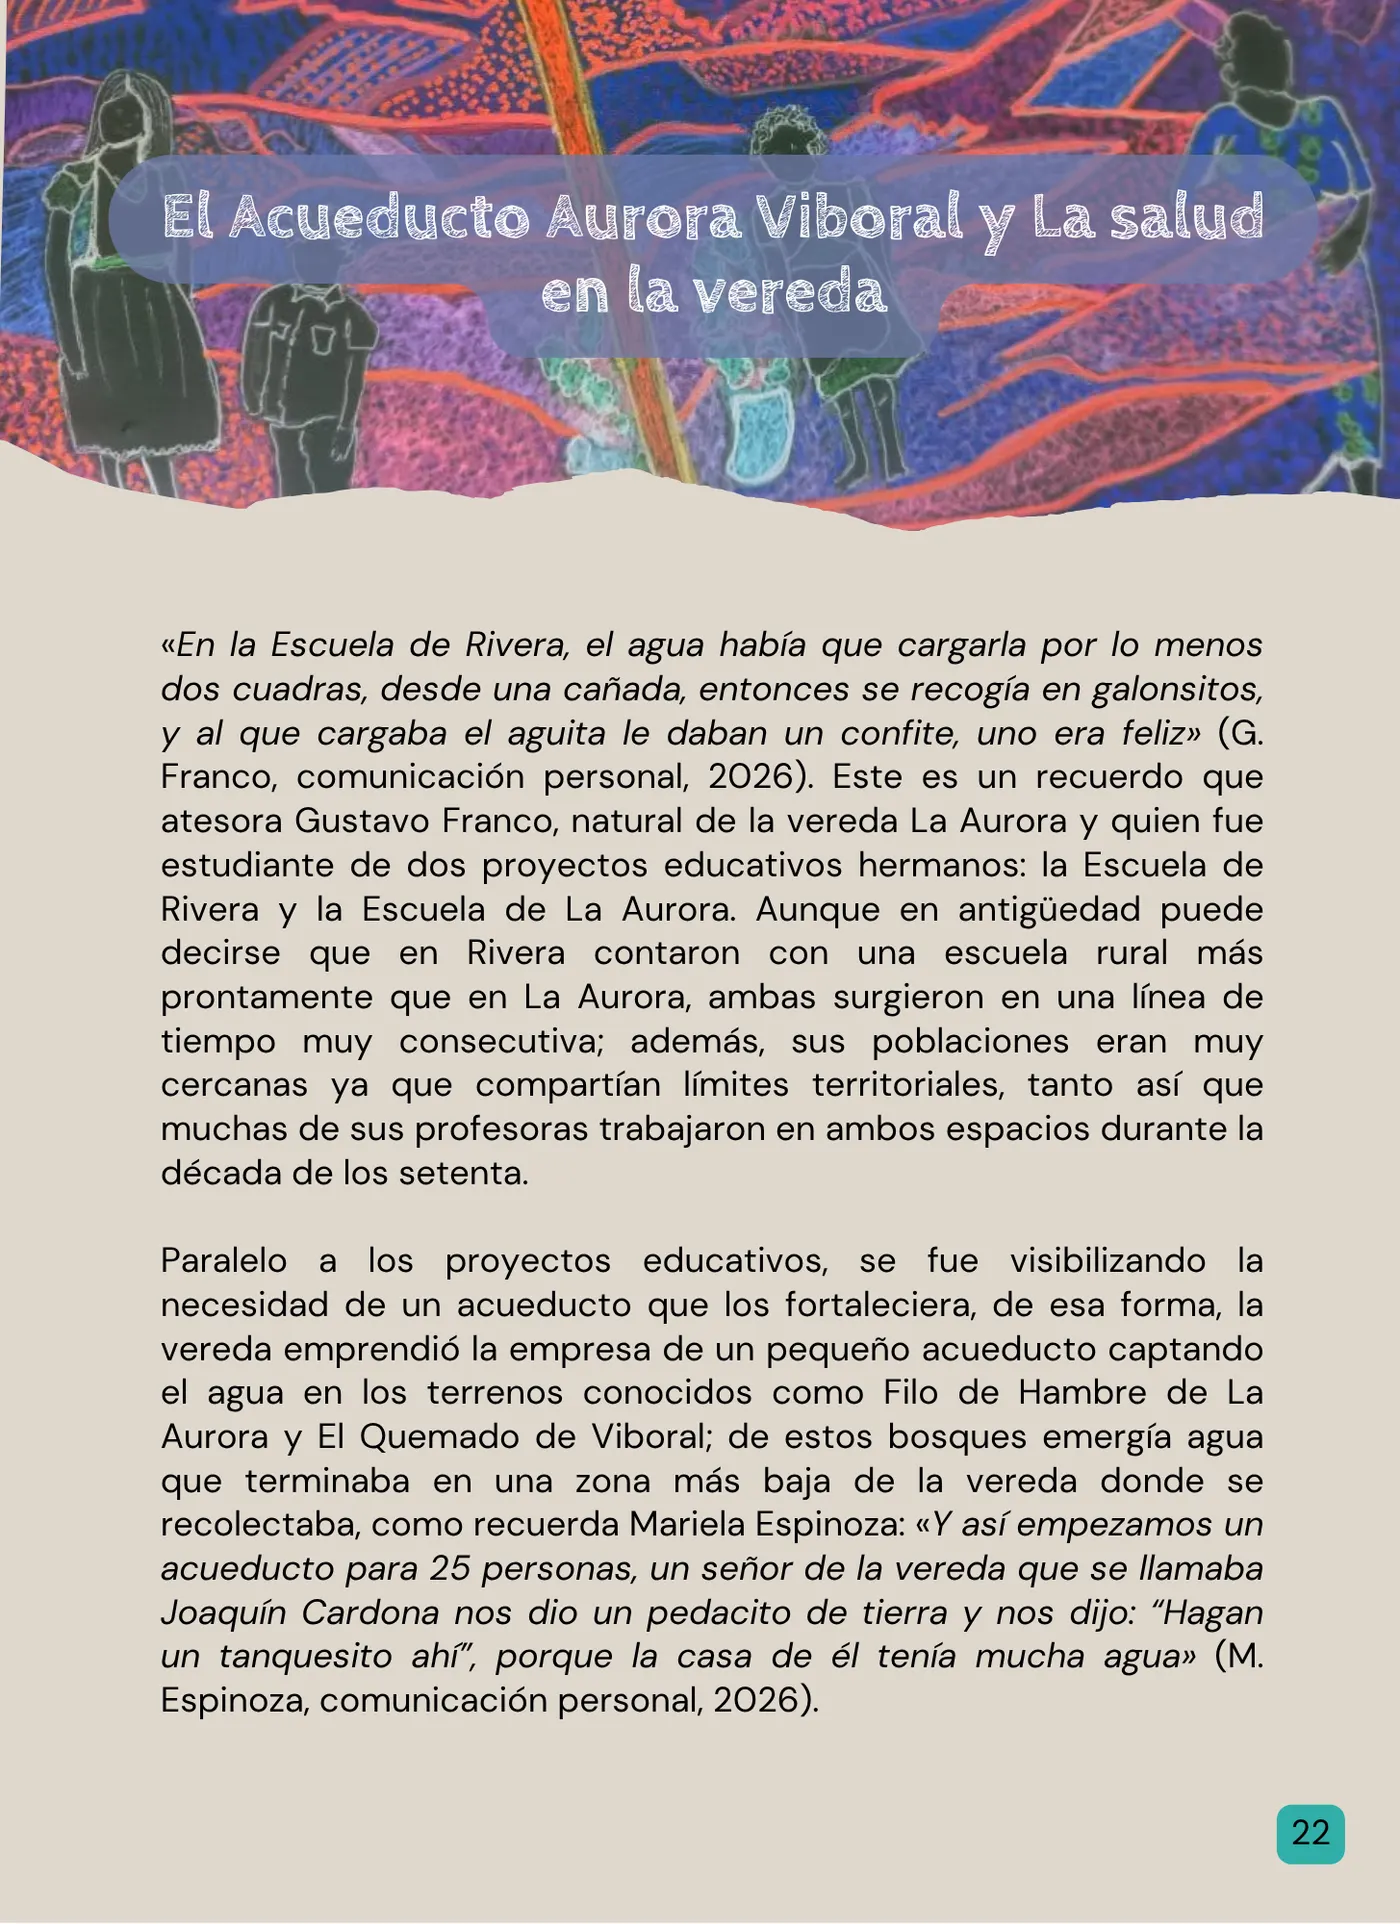 El Acueducto Aurora Viboral y La salud
en la vereda
«En la Escuela de Rivera, el agua había que cargarla por lo menos
dos cuadras, desde una cañada, entonces se recogía en galonsitos,
y al que cargaba el aguita le daban un confite, uno era feliz» (G.
Franco, comunicación personal, 2026). Este es un recuerdo que
atesora Gustavo Franco, natural de la vereda La Aurora y quien fue
estudiante de dos proyectos educativos hermanos: la Escuela de
Rivera y la Escuela de La Aurora. Aunque en antigüedad puede
decirse que en Rivera contaron con una escuela rural más
prontamente que en La Aurora, ambas surgieron en una línea de
tiempo muy consecutiva; además, sus poblaciones eran muy
cercanas ya que compartían límites territoriales, tanto así que
muchas de sus profesoras trabajaron en ambos espacios durante la
década de los setenta.
Paralelo a los proyectos educativos, se fue visibilizando la
necesidad de un acueducto que los fortaleciera, de esa forma, la
vereda emprendió la empresa de un pequeño acueducto captando
el agua en los terrenos conocidos como Filo de Hambre de La
Aurora y El Quemado de Viboral; de estos bosques emergía agua
que terminaba en una zona más baja de la vereda donde se
recolectaba, como recuerda Mariela Espinoza: «Y así empezamos un
acueducto para 25 personas, un señor de la vereda que se llamaba
Joaquín Cardona nos dio un pedacito de tierra y nos dijo: “Hagan
un tanquesito ahí”, porque la casa de él tenía mucha agua» (M.
Espinoza, comunicación personal, 2026).
22